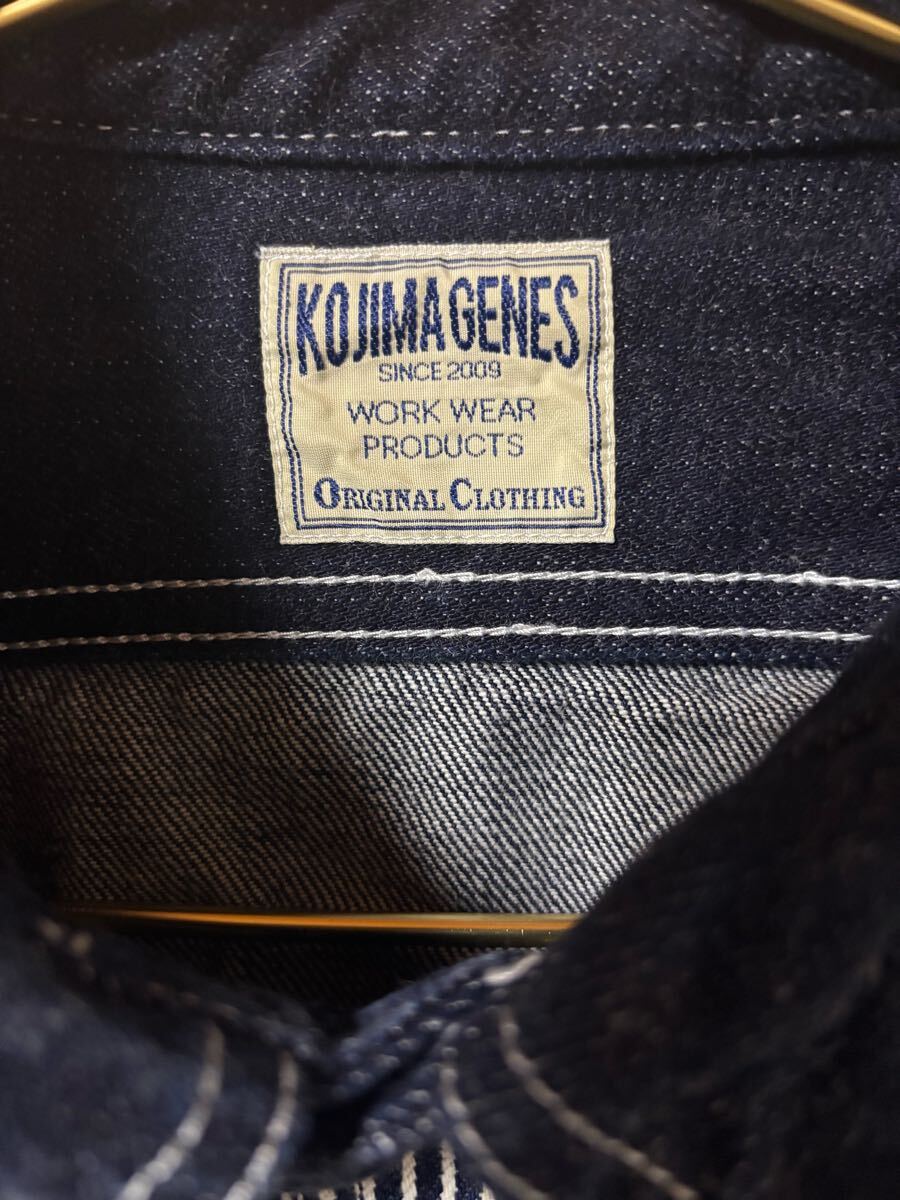 KOJIMA GENES
SINCE 2009
WORK WEAR
PRODUCTS
ORIGINAL CLOTHING